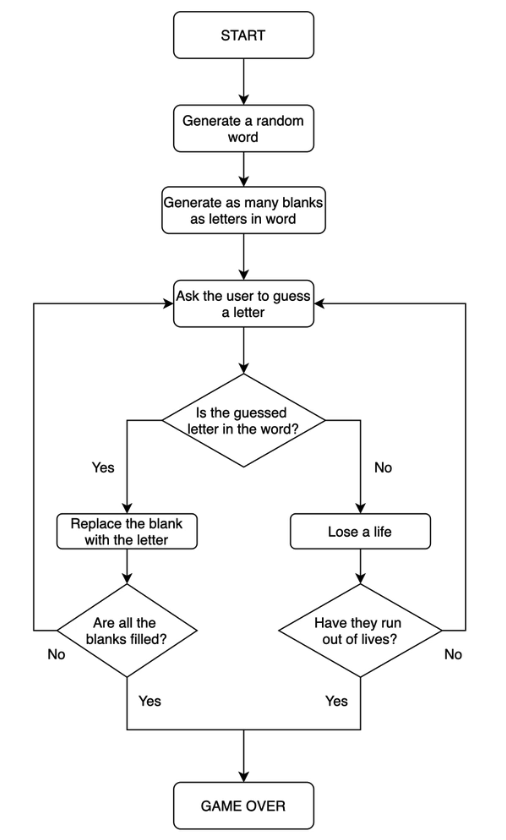 START
Generate a random
word
Generate as many blanks
as letters in word
Ask the user to guess
a letter
Is the guessed
letter in the word?
Yes
No
Replace the blank
with the letter
Lose a life
Are all the
blanks filled?
Have they run
out of lives?
No
No
Yes
Yes
GAME OVER